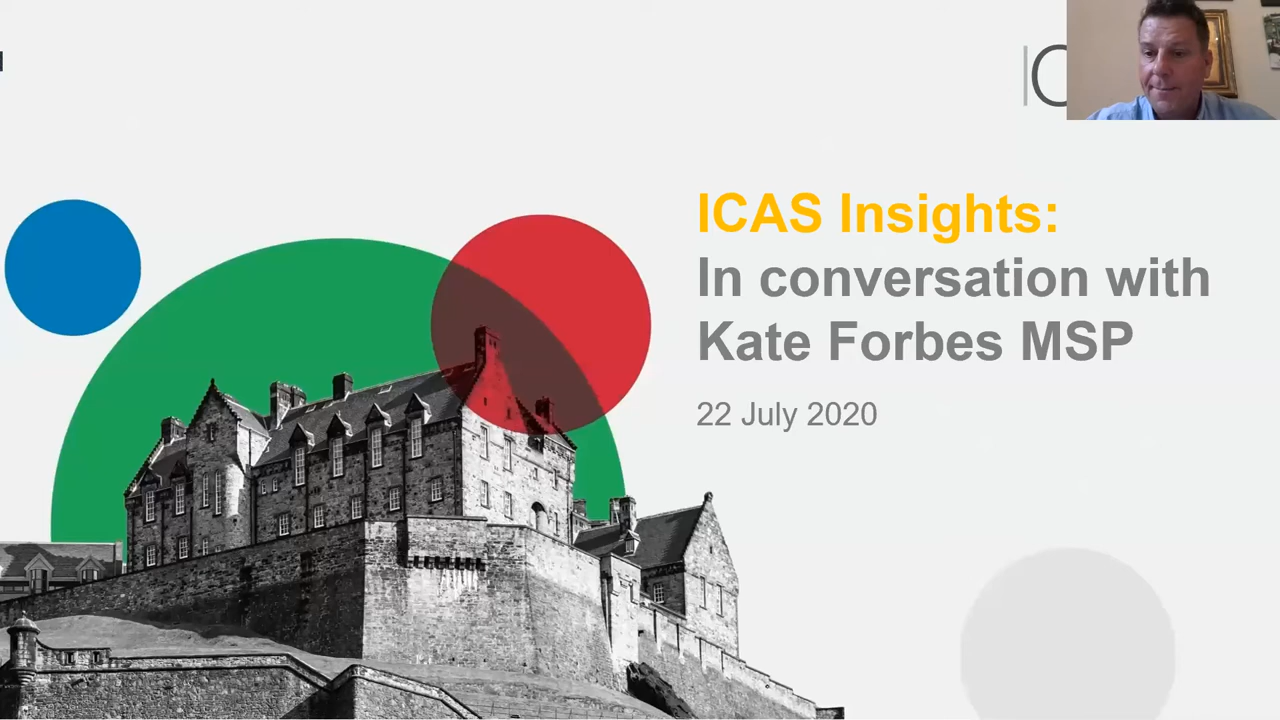 ICAS Insights:
In conversation with
Kate Forbes MSP
22 July 2020